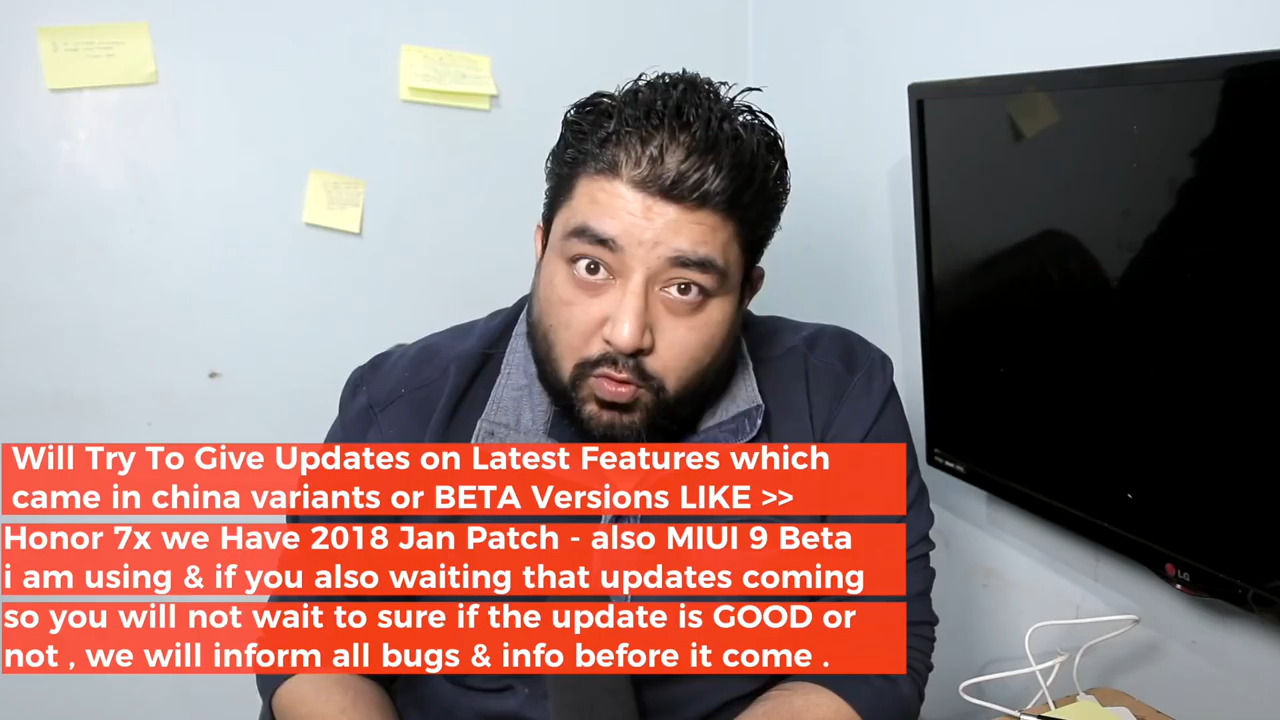 Will Try To Give Updates on Latest Features which
came in china variants or BETA Versions LIKE >>
Honor 7x we Have 2018 Jan Patch - also MIUI 9 Beta
i am using & if you also waiting that updates coming
so you will not wait to sure if the update is GOOD or
not , we will inform all bugs & info before it come .
LG